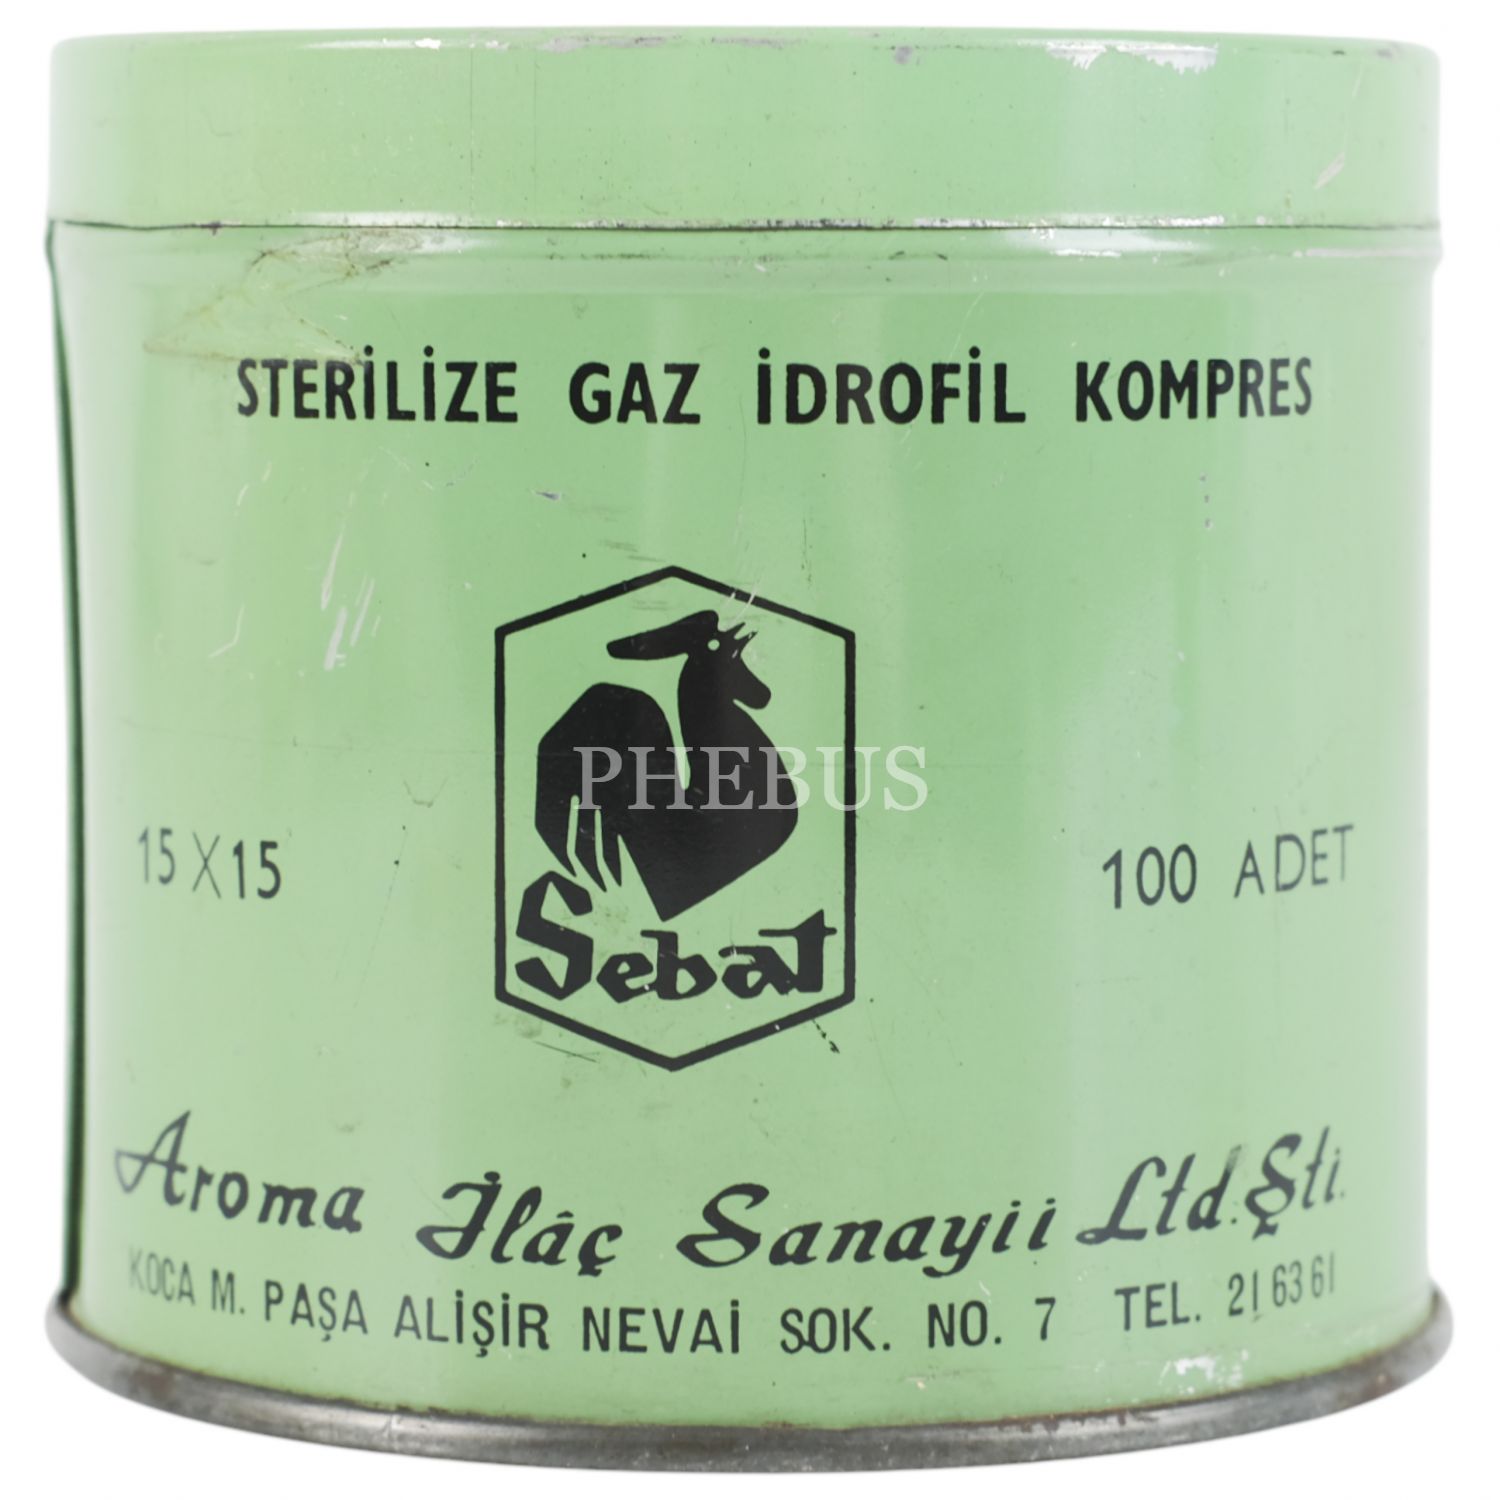 STERİLİZE GAZ İDROFİL KOMPRES
PHEBUS
15 X 15
100 ADET
Sebat
Aroma İlâç Sanayii Ltd. Şti.
KOCA M. PAŞA ALİŞİR NEVAİ SOK. NO. 7 TEL. 21 63 61